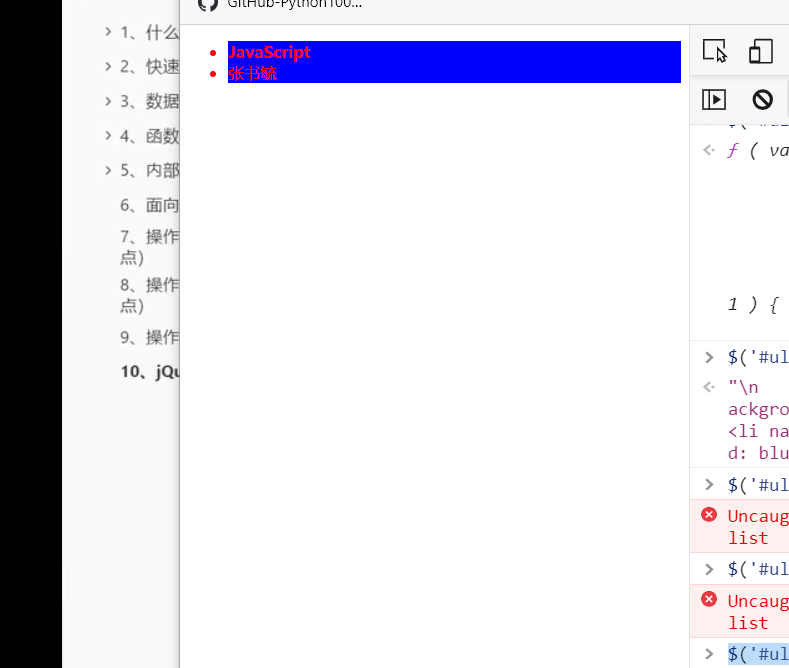 GitHub-Python100...
1、什么
2、快速
3、数据
4、函数
5、内部
6、面向
7、操作
点)
8、操作
点)
9、操作
10、jQu
JavaScript
张书毓
f ( va
1 ) {
$('#ul
"\n
ackgro
<li na
d: blu
$('#ul
Uncaug
list
$('#ul
Uncaug
list
$('#ul